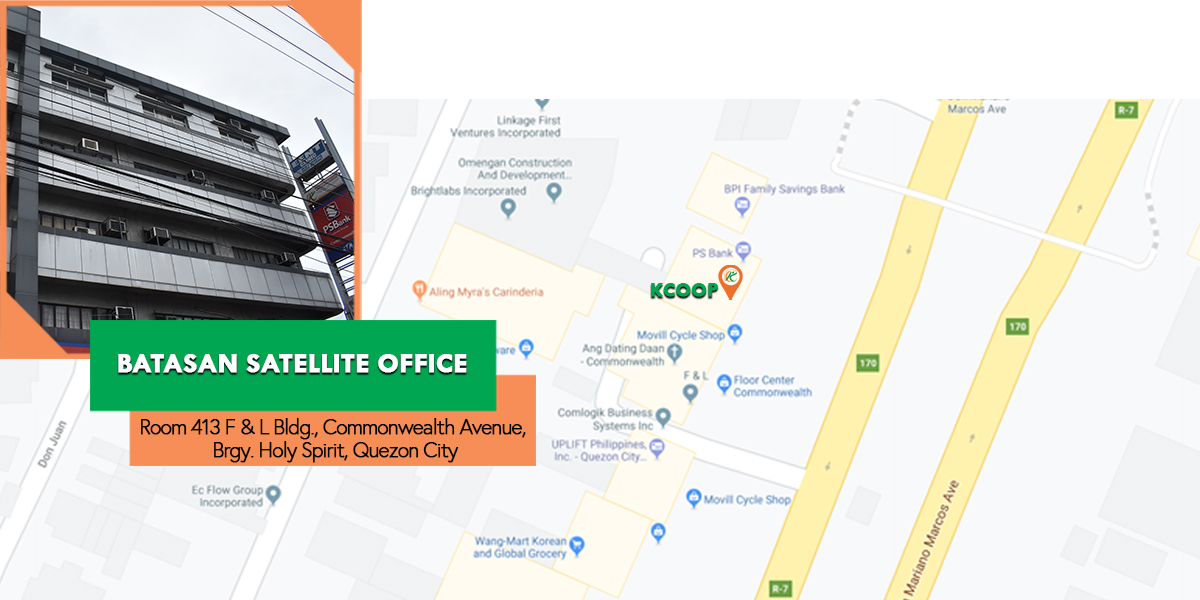 PSBank
BATASAN SATELLITE OFFICE
Room 413 F & L Bldg., Commonwealth Avenue,
Brgy. Holy Spirit, Quezon City
Marcos Ave
R-7
Linkage First
Ventures Incorporated
Omengan Construction
And Development...
Brightlabs Incorporated
BPI Family Savings Bank
PS Bank
KCOOP
Aling Myra's Carinderia
170
Movill Cycle Shop
Ang Dating Daan
- Commonwealth
F & L
Floor Center
Commonwealth
170
Comlogik Business
Systems Inc
UPLIFT Philippines,
Inc. - Quezon City...
Don Juan
Ec Flow Group
Incorporated
Movill Cycle Shop
Wang-Mart Korean
and Global Grocery
Mariano Marcos Ave
R-7